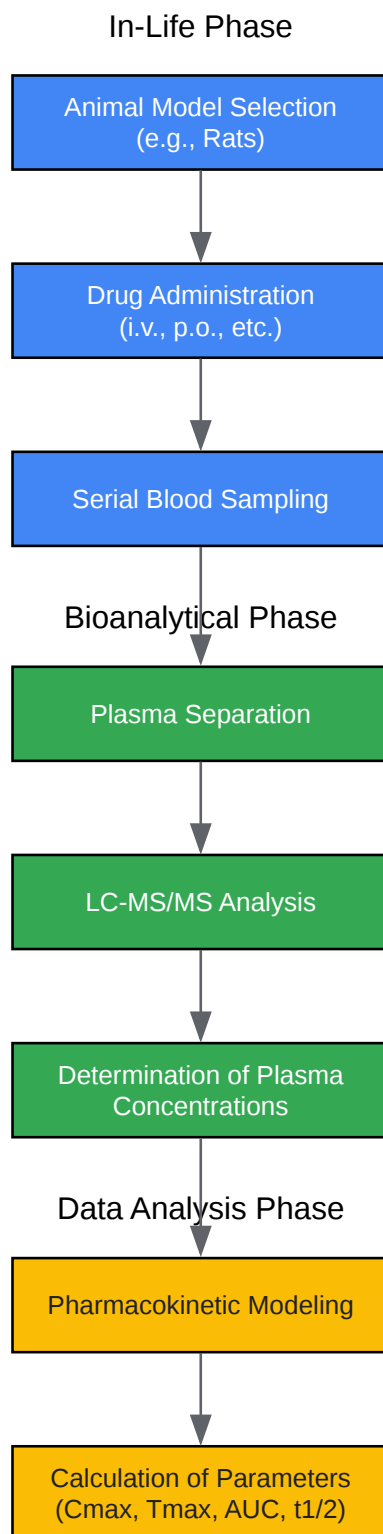 In-Life Phase
Animal Model Selection
(e.g., Rats)
Drug Administration
(i.v., p.o., etc.)
Serial Blood Sampling
Bioanalytical Phase
Plasma Separation
LC-MS/MS Analysis
Determination of Plasma
Concentrations
Data Analysis Phase
Pharmacokinetic Modeling
Calculation of Parameters
(Cmax, Tmax, AUC, t1/2)